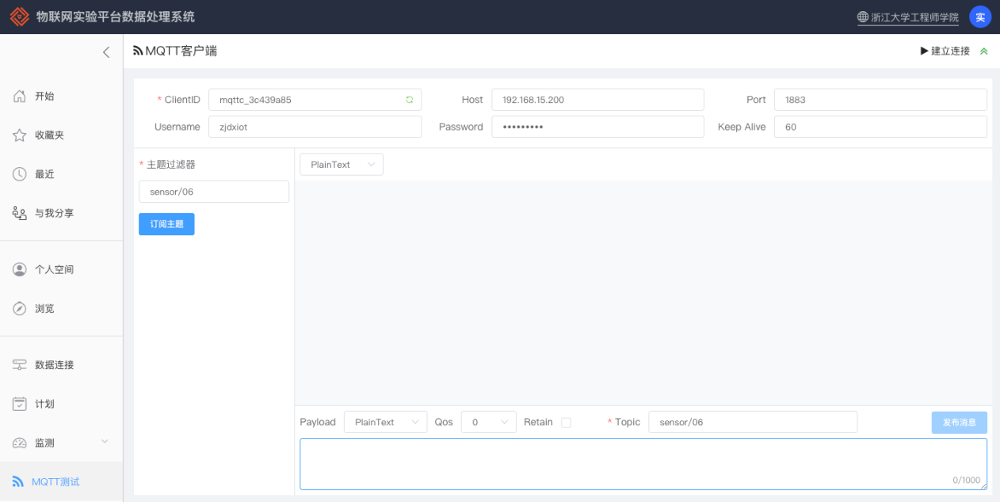 物联网实验平台数据处理系统
浙江大学工程师学院
实
MQTT客户端
建立连接
开始
收藏夹
最近
与我分享
个人空间
浏览
数据连接
计划
监测
MQTT测试
* ClientID mqttc_3c439a85 Host 192.168.15.200 Port 1883
Username zjdxiot Password ••••••••• Keep Alive 60
* 主题过滤器
sensor/06
订阅主题
PlainText
Payload PlainText Qos 0 Retain * Topic sensor/06 发布消息
0/1000